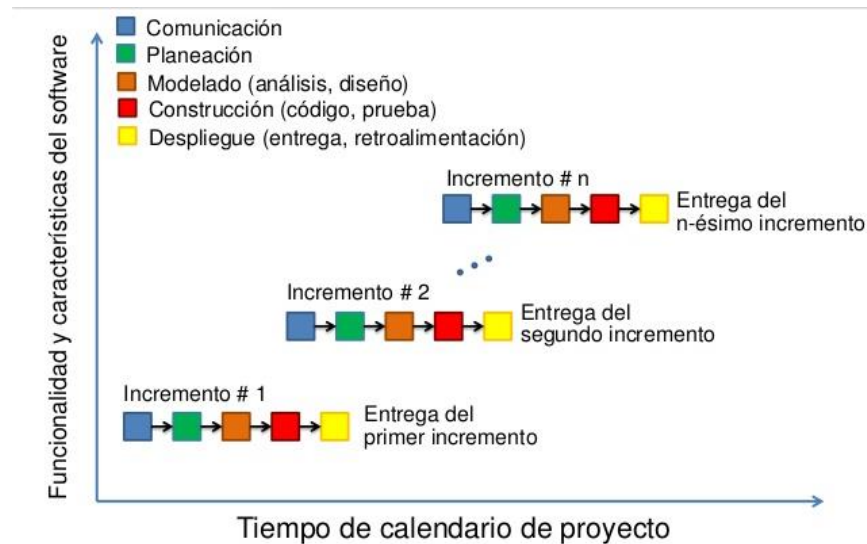 Funcionalidad y características del software
Comunicación
Planeación
Modelado (análisis, diseño)
Construcción (código, prueba)
Despliegue (entrega, retroalimentación)
Incremento # n
Entrega del
n-ésimo incremento
Incremento # 2
Entrega del
segundo incremento
Incremento # 1
Entrega del
primer incremento
Tiempo de calendario de proyecto